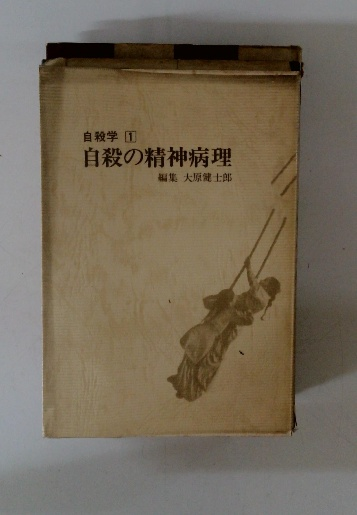 自殺学 1
自殺の精神病理
編集 大原健士郎